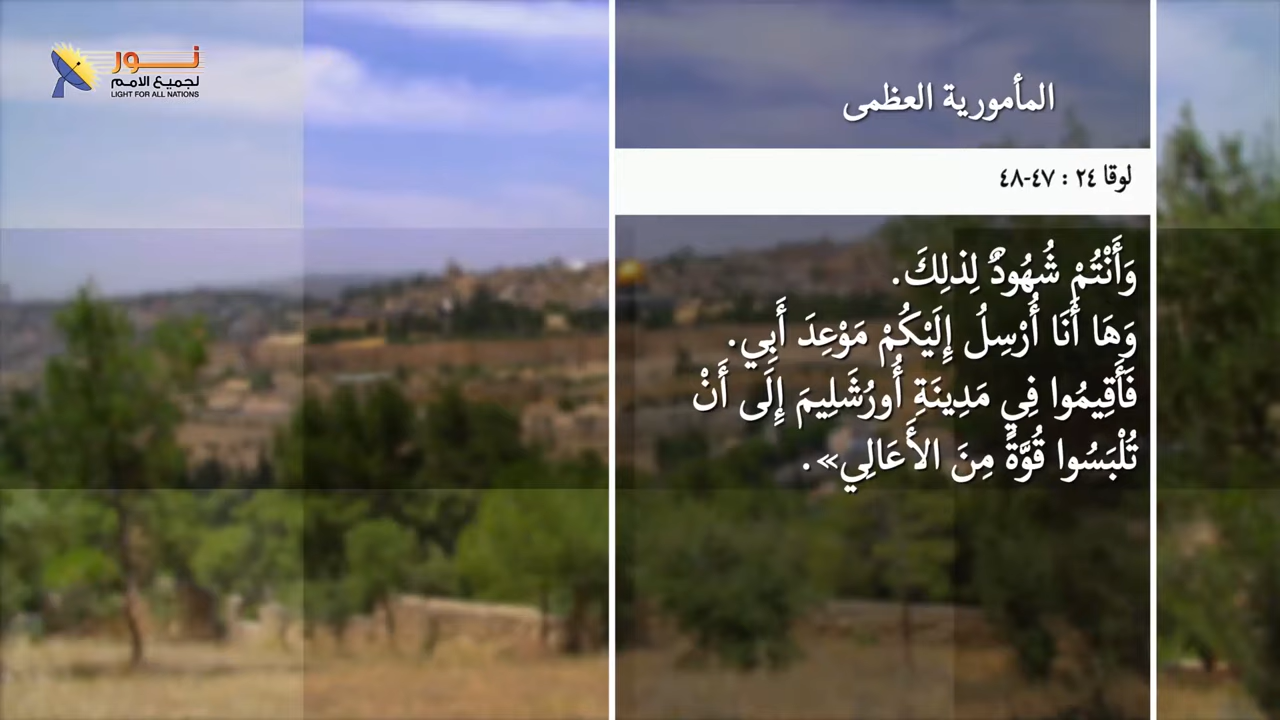 نور
لجميع الامم
LIGHT FOR ALL NATIONS
المأمورية العظمى
لوقا ٢٤ : ٤٧-٤٨
وَأَنْتُمْ شُهُودٌ لِذلِكَ.
وَهَا أَنَا أُرْسِلُ إِلَيْكُمْ مَوْعِدَ أَبِي.
فَأَقِيمُوا فِي مَدِينَةِ أُورُشَلِيمَ إِلَى أَنْ
تُلْبَسُوا قُوَّةً مِنَ الأَعَالِي».